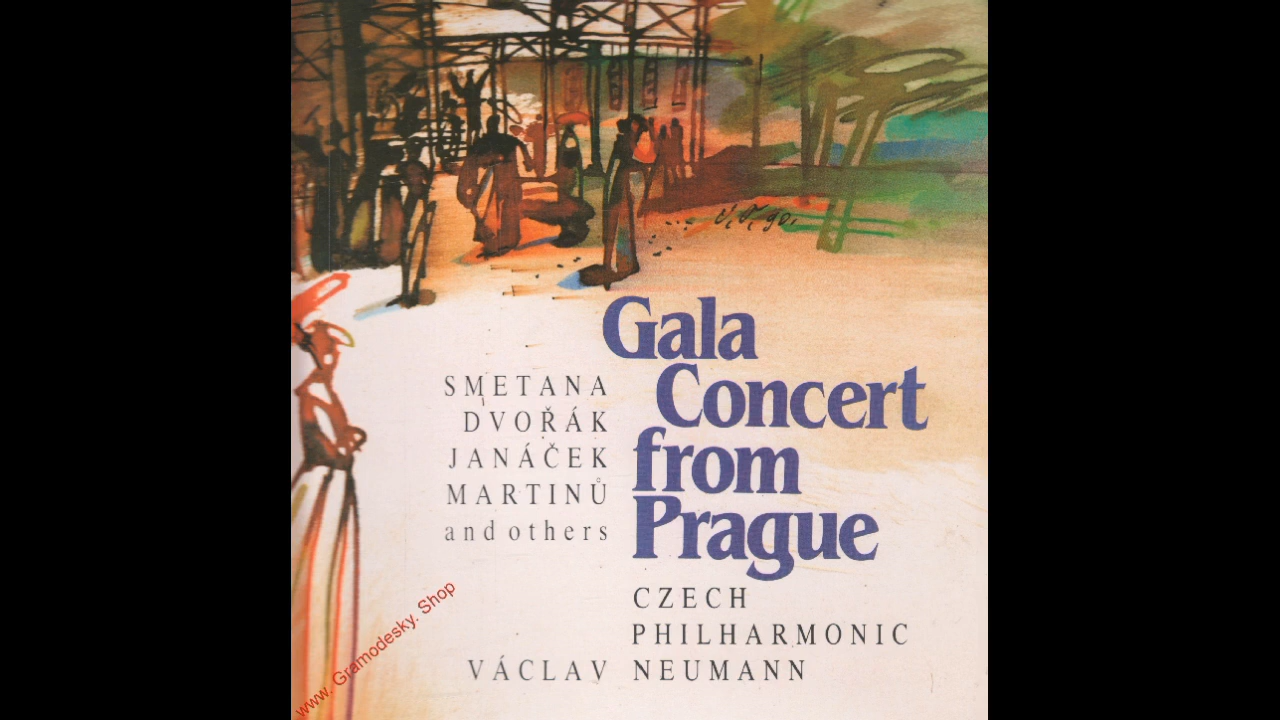 Gala
Concert
from
Prague
SMETANA
DVOŘÁK
JANÁČEK
MARTINŮ
and others
CZECH
PHILHARMONIC
VÁCLAV NEUMANN
www. Gramodesky. Shop